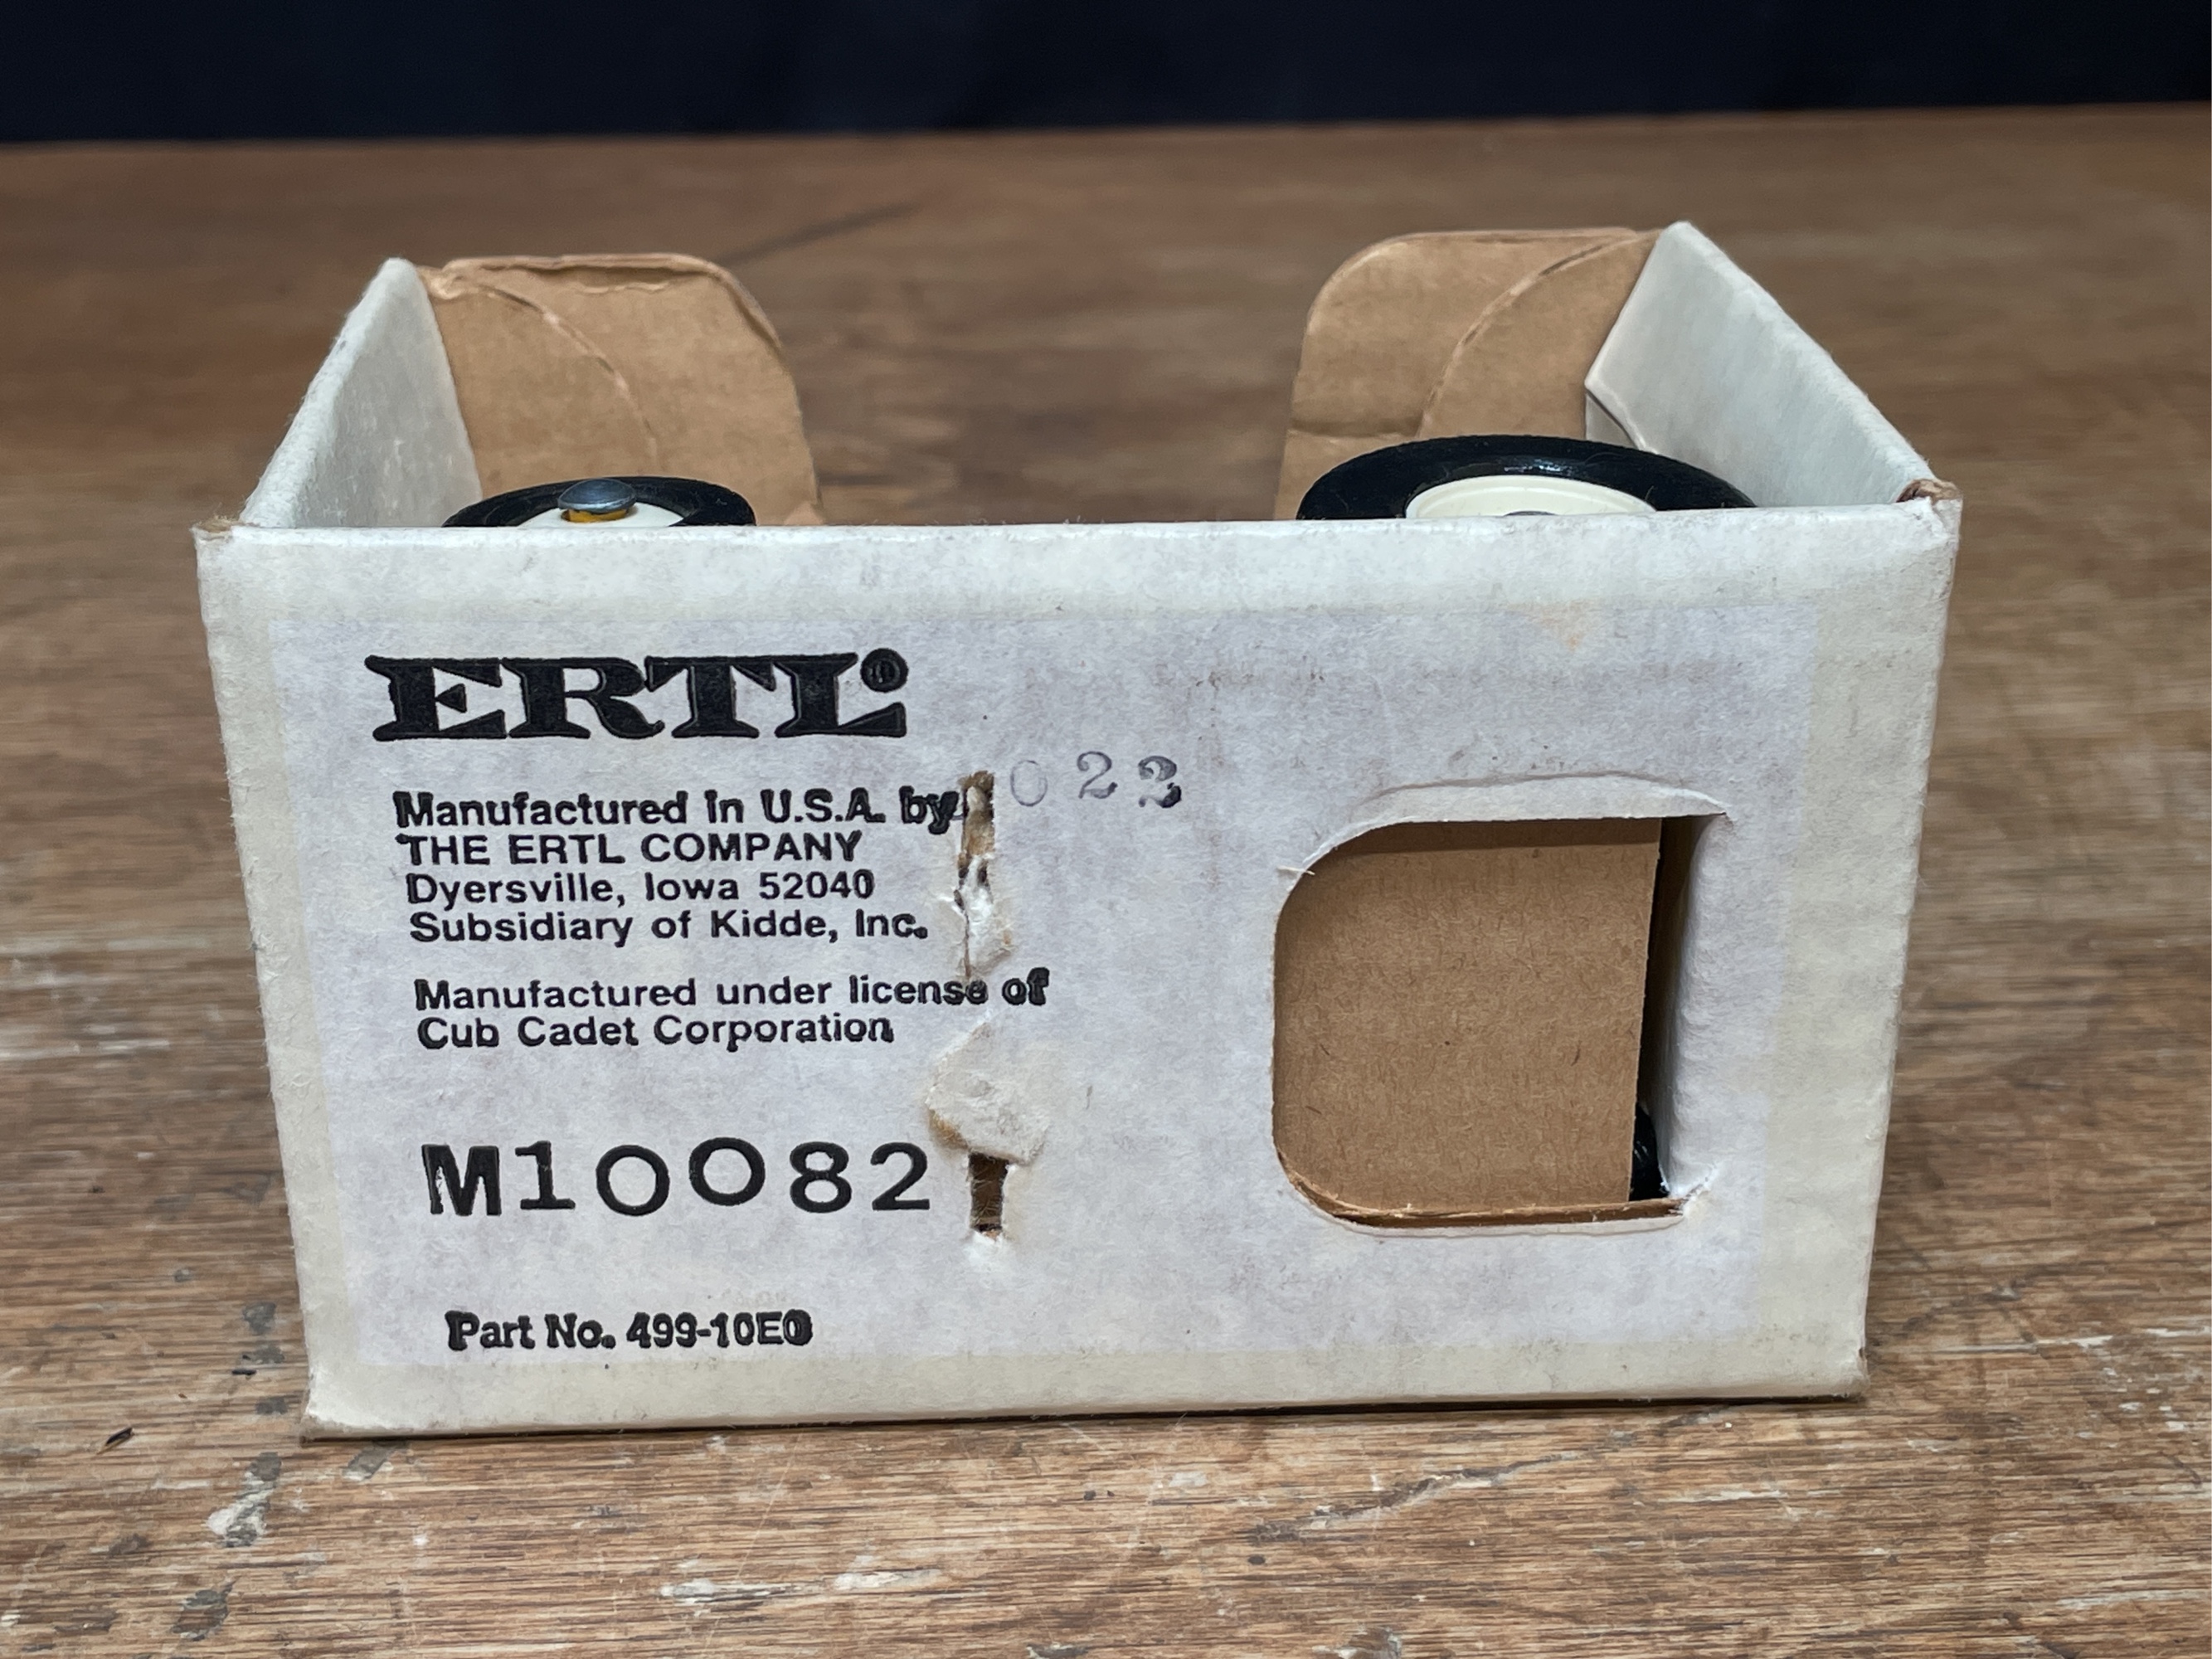 ERTL®
Manufactured in U.S.A. by
022
THE ERTL COMPANY
Dyersville, Iowa 52040
Subsidiary of Kidde, Inc.
Manufactured under license of
Cub Cadet Corporation
M10082
Part No. 499-10E0